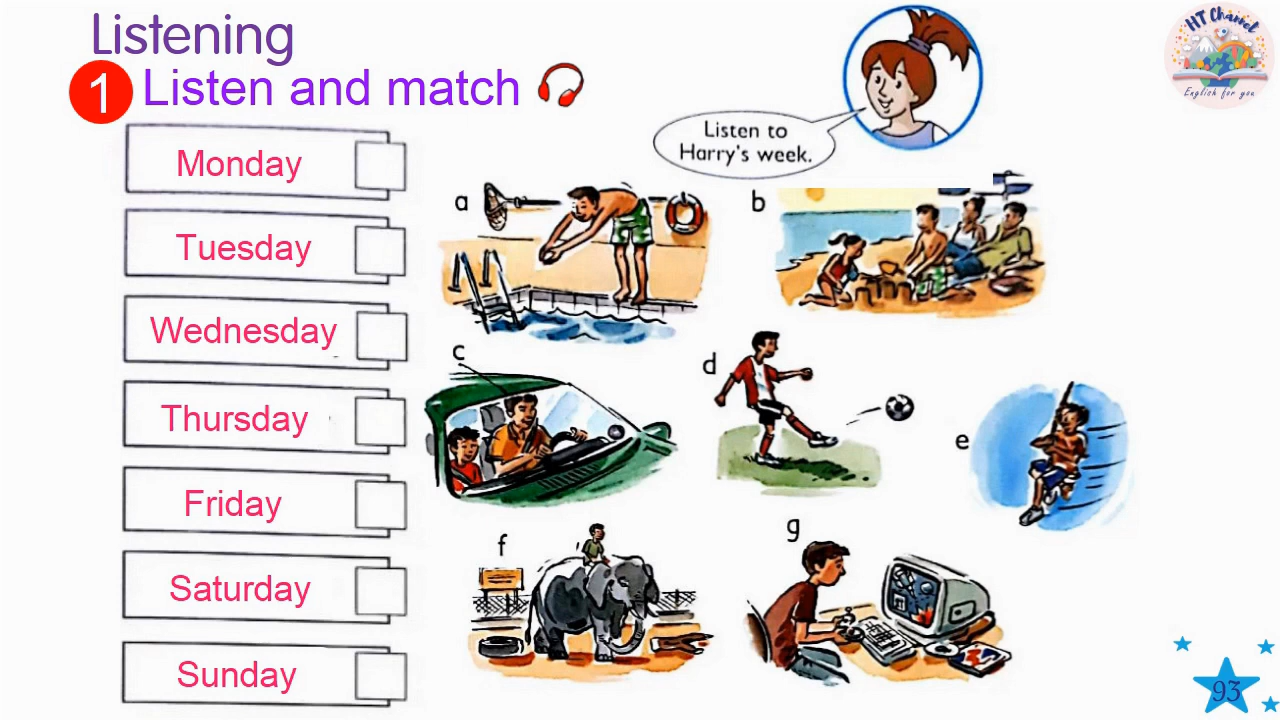 Listening
1 Listen and match
HT Channel
English for you
Listen to
Harry's week.
Monday
Tuesday
Wednesday
Thursday
Friday
Saturday
Sunday
a
b
c
d
e
f
g
93